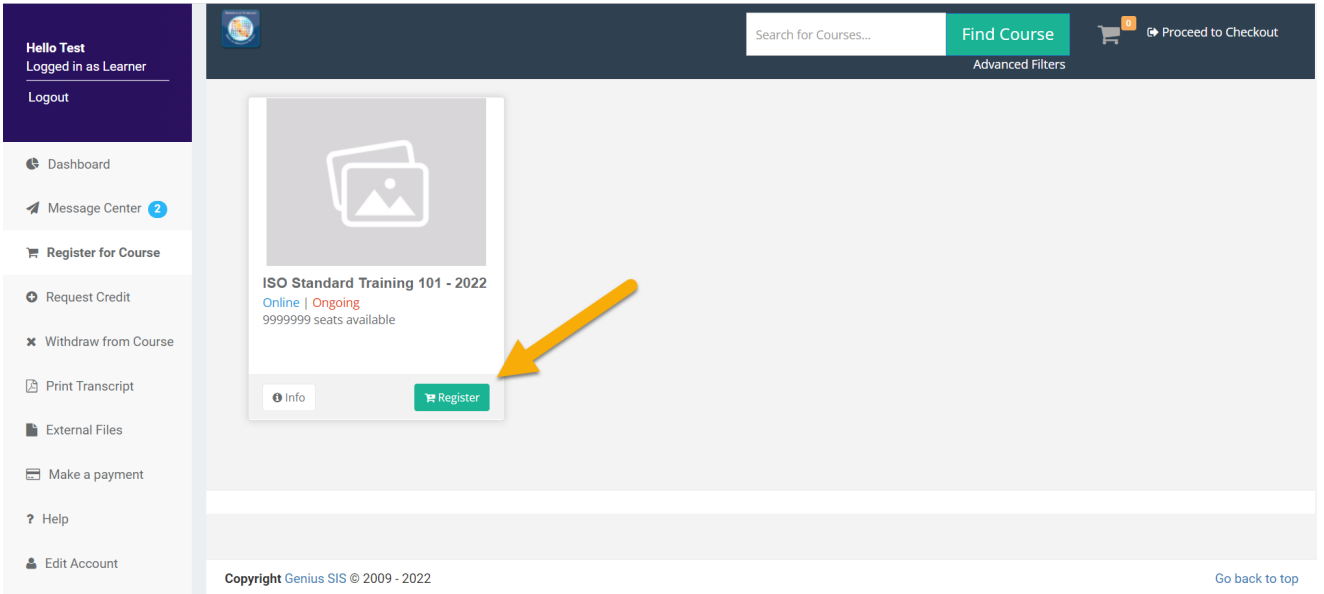 Hello Test
Logged in as Learner
Logout
Dashboard
Message Center 2
Register for Course
Request Credit
Withdraw from Course
Print Transcript
External Files
Make a payment
? Help
Edit Account
Search for Courses...
Find Course
Advanced Filters
0
Proceed to Checkout
ISO Standard Training 101 - 2022
Online | Ongoing
9999999 seats available
Info
Register
Copyright Genius SIS © 2009 - 2022
Go back to top